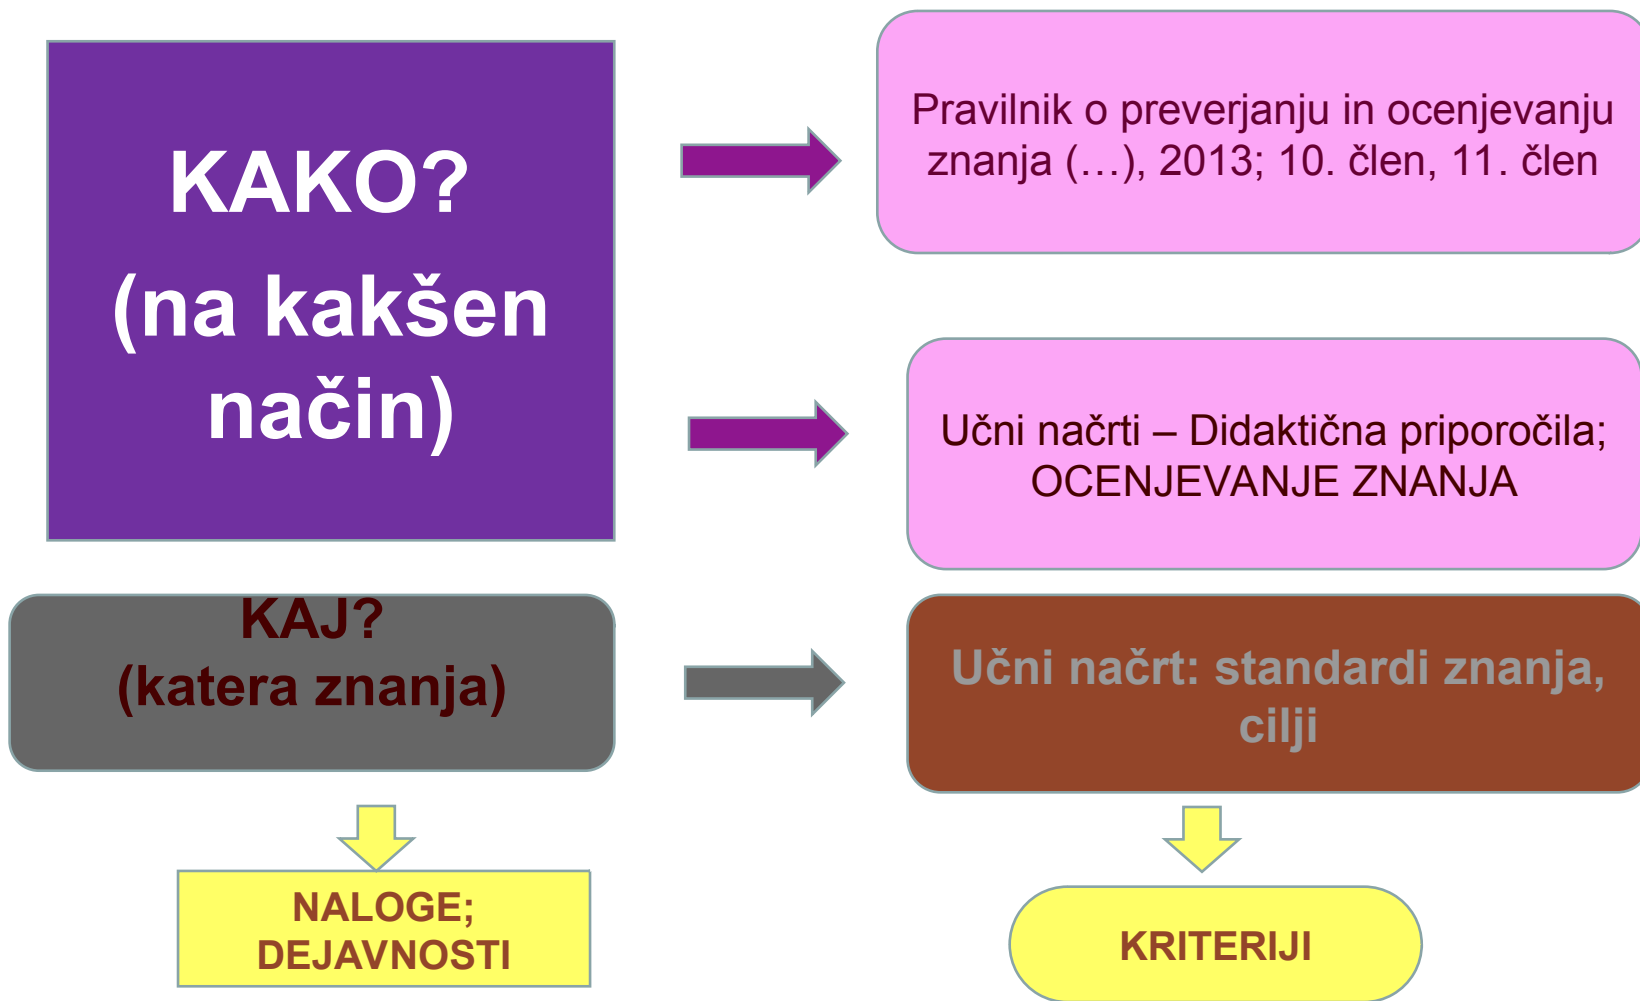 KAKO?
(na kakšen
način)
Pravilnik o preverjanju in ocenjevanju
znanja (…), 2013; 10. člen, 11. člen
Učni načrti – Didaktična priporočila;
OCENJEVANJE ZNANJA
KAJ?
(katera znanja)
Učni načrt: standardi znanja,
cilji
NALOGE;
DEJAVNOSTI
KRITERIJI